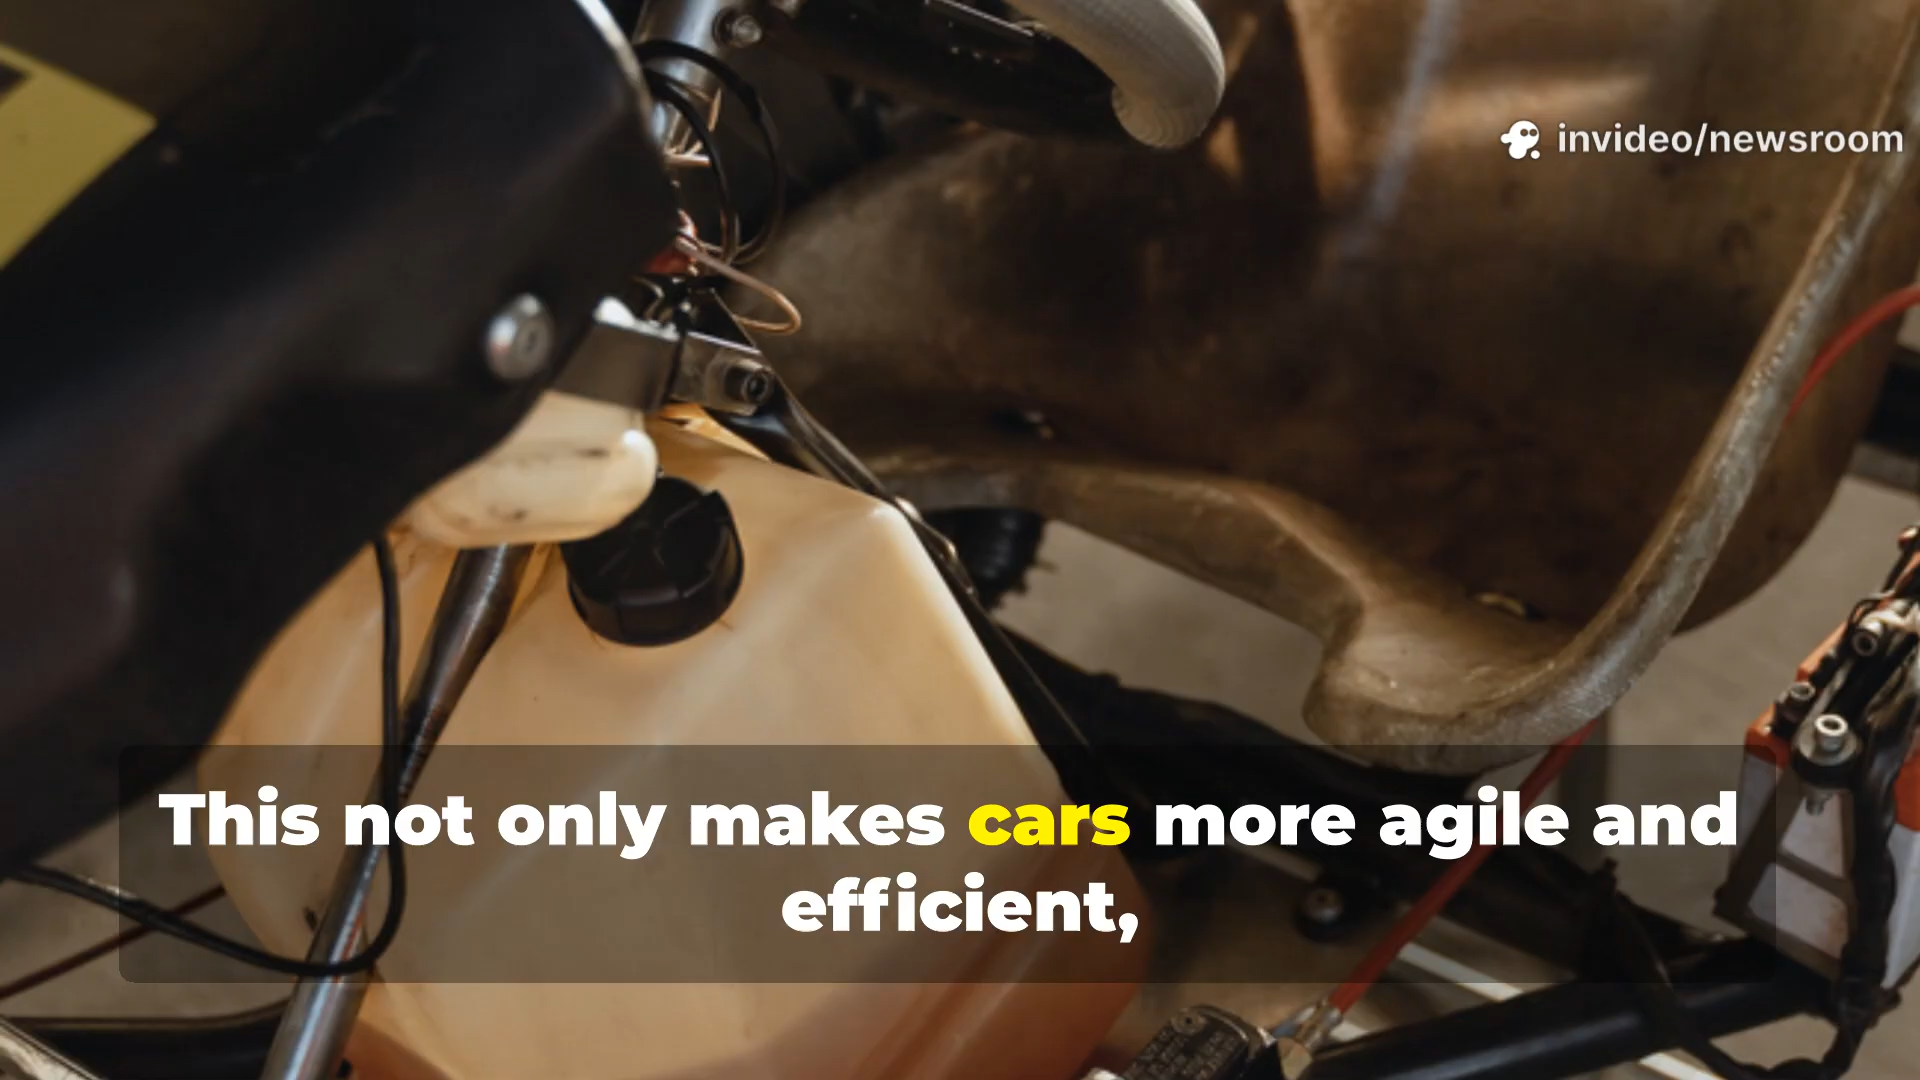 invideo/newsroom
This not only makes cars more agile and
efficient,